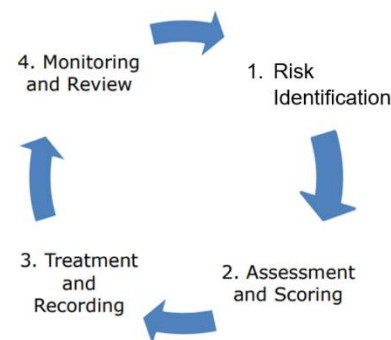 1. Risk
Identification
2. Assessment
and Scoring
3. Treatment
and
Recording
4. Monitoring
and Review